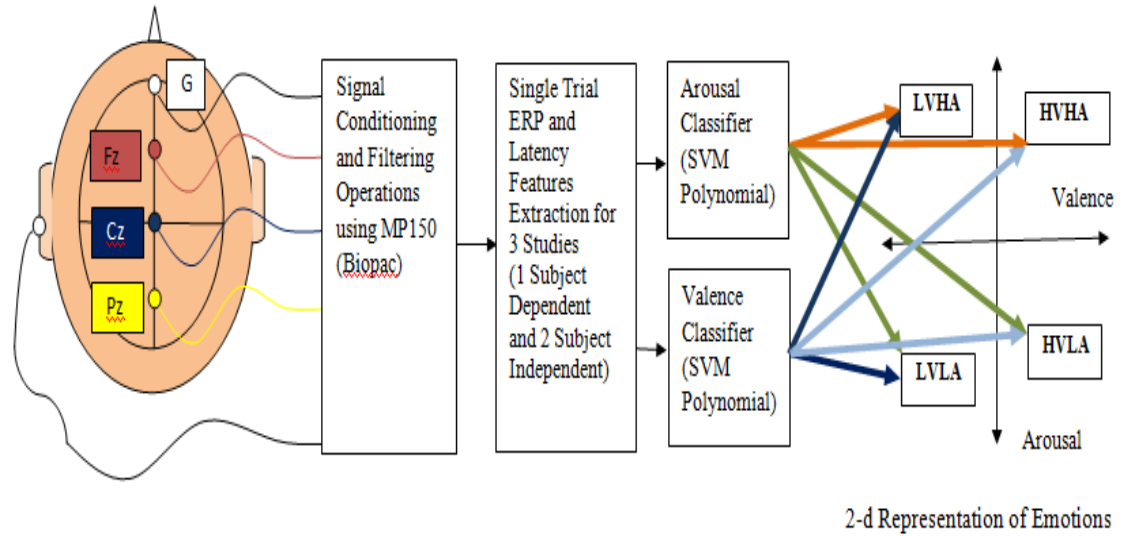 G
Fz
Cz
Pz
Signal
Conditioning
and Filtering
Operations
using MP150
(Biopac)
Single Trial
ERP and
Latency
Features
Extraction for
3 Studies
(1 Subject
Dependent
and 2 Subject
Independent)
Arousal
Classifier
(SVM
Polynomial)
Valence
Classifier
(SVM
Polynomial)
LVHA
HVHA
Valence
HVLA
LVLA
Arousal
2-d Representation of Emotions